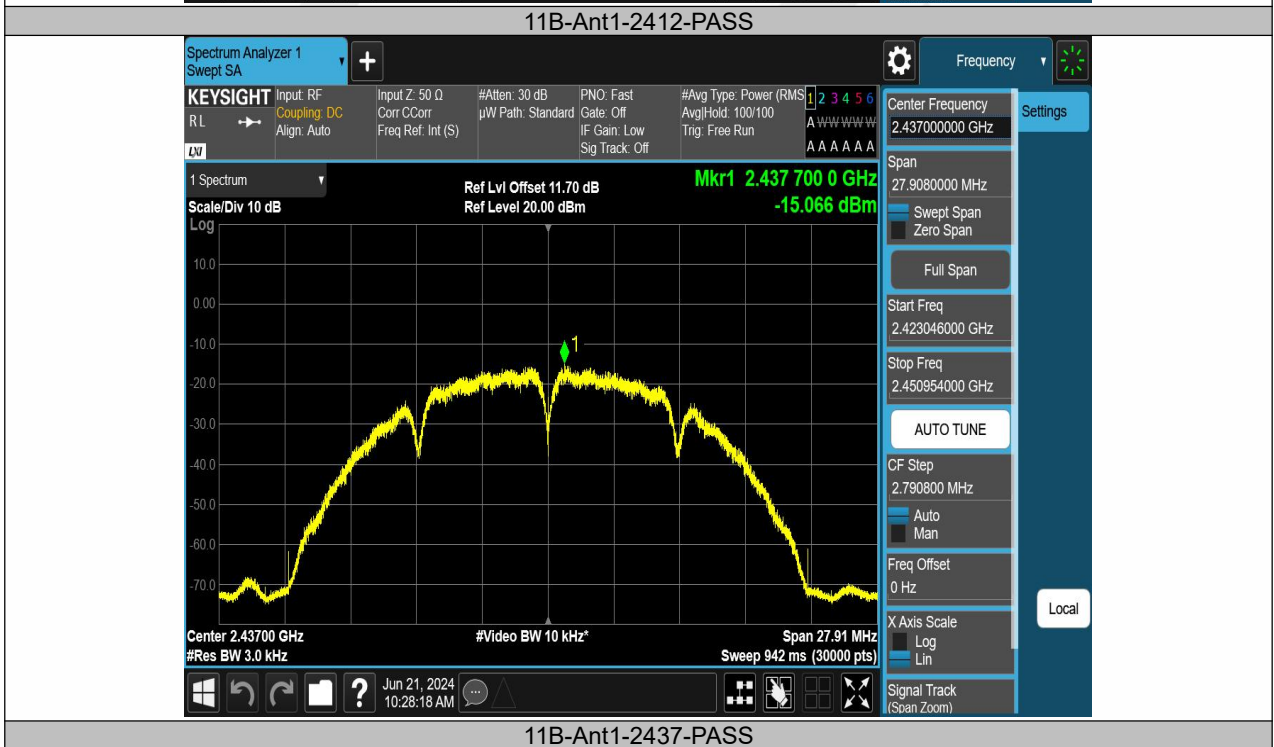 11B-Ant1-2412-PASS
Spectrum Analyzer 1
Swept SA
Frequency
KEYSIGHT
RL
LXI
Input: RF
Coupling: DC
Align: Auto
Input Z: 50 Ω
Corr CCorr
Freq Ref: Int (S)
#Atten: 30 dB
µW Path: Standard
PNO: Fast
Gate: Off
IF Gain: Low
Sig Track: Off
#Avg Type: Power (RMS
Avg|Hold: 100/100
Trig: Free Run
1 2 3 4 5 6
A W W W W W
A A A A A A
1 Spectrum
Scale/Div 10 dB
Log
Ref Lvl Offset 11.70 dB
Ref Level 20.00 dBm
Mkr1 2.437 700 0 GHz
-15.066 dBm
10.0
0.00
-10.0
1
-20.0
-30.0
-40.0
-50.0
-60.0
-70.0
Center 2.43700 GHz
#Video BW 10 kHz*
Span 27.91 MHz
#Res BW 3.0 kHz
Sweep 942 ms (30000 pts)
Center Frequency
2.437000000 GHz
Settings
Span
27.9080000 MHz
Swept Span
Zero Span
Full Span
Start Freq
2.423046000 GHz
Stop Freq
2.450954000 GHz
AUTO TUNE
CF Step
2.790800 MHz
Auto
Man
Freq Offset
0 Hz
Local
X Axis Scale
Log
Lin
Signal Track
(Span Zoom)
?
Jun 21, 2024
10:28:18 AM
11B-Ant1-2437-PASS